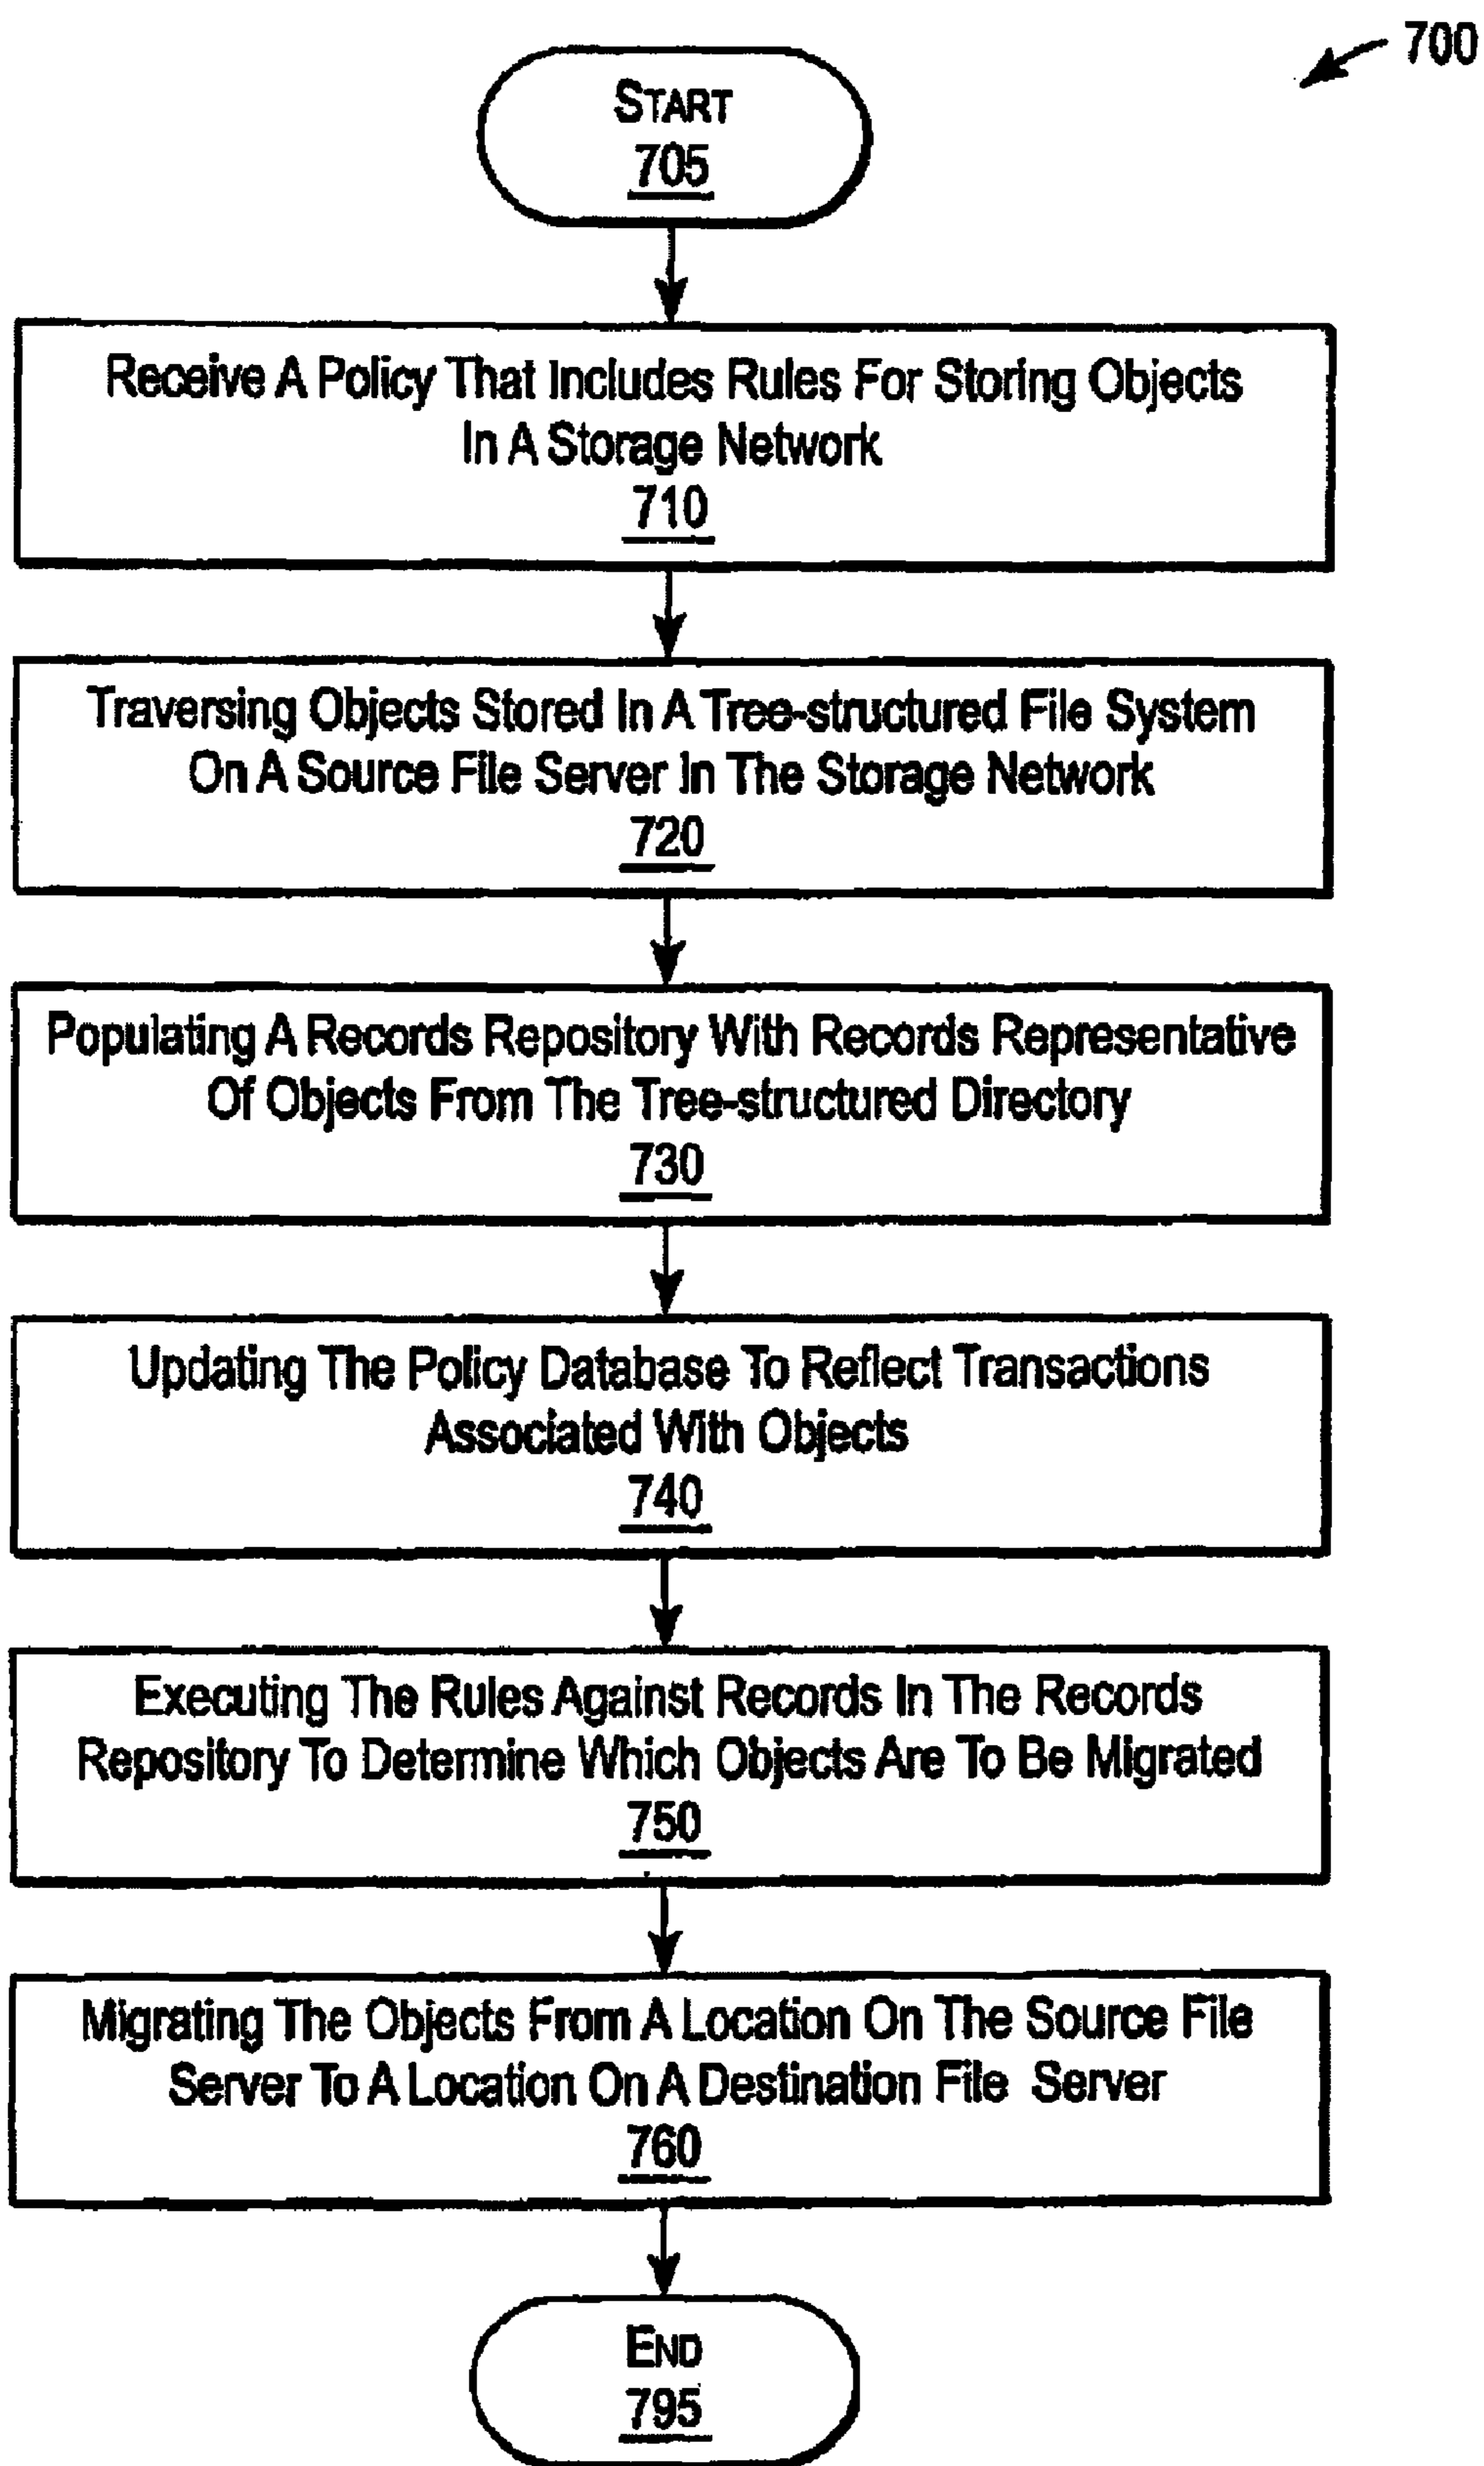 700
START
705
Receive A Policy That Includes Rules For Storing Objects
In A Storage Network
710
Traversing Objects Stored In A Tree-structured File System
On A Source File Server In The Storage Network
720
Populating A Records Repository With Records Representative
Of Objects From The Tree-structured Directory
730
Updating The Policy Database To Reflect Transactions
Associated With Objects
740
Executing The Rules Against Records In The Records
Repository To Determine Which Objects Are To Be Migrated
750
Migrating The Objects From A Location On The Source File
Server To A Location On A Destination File Server
760
END
795